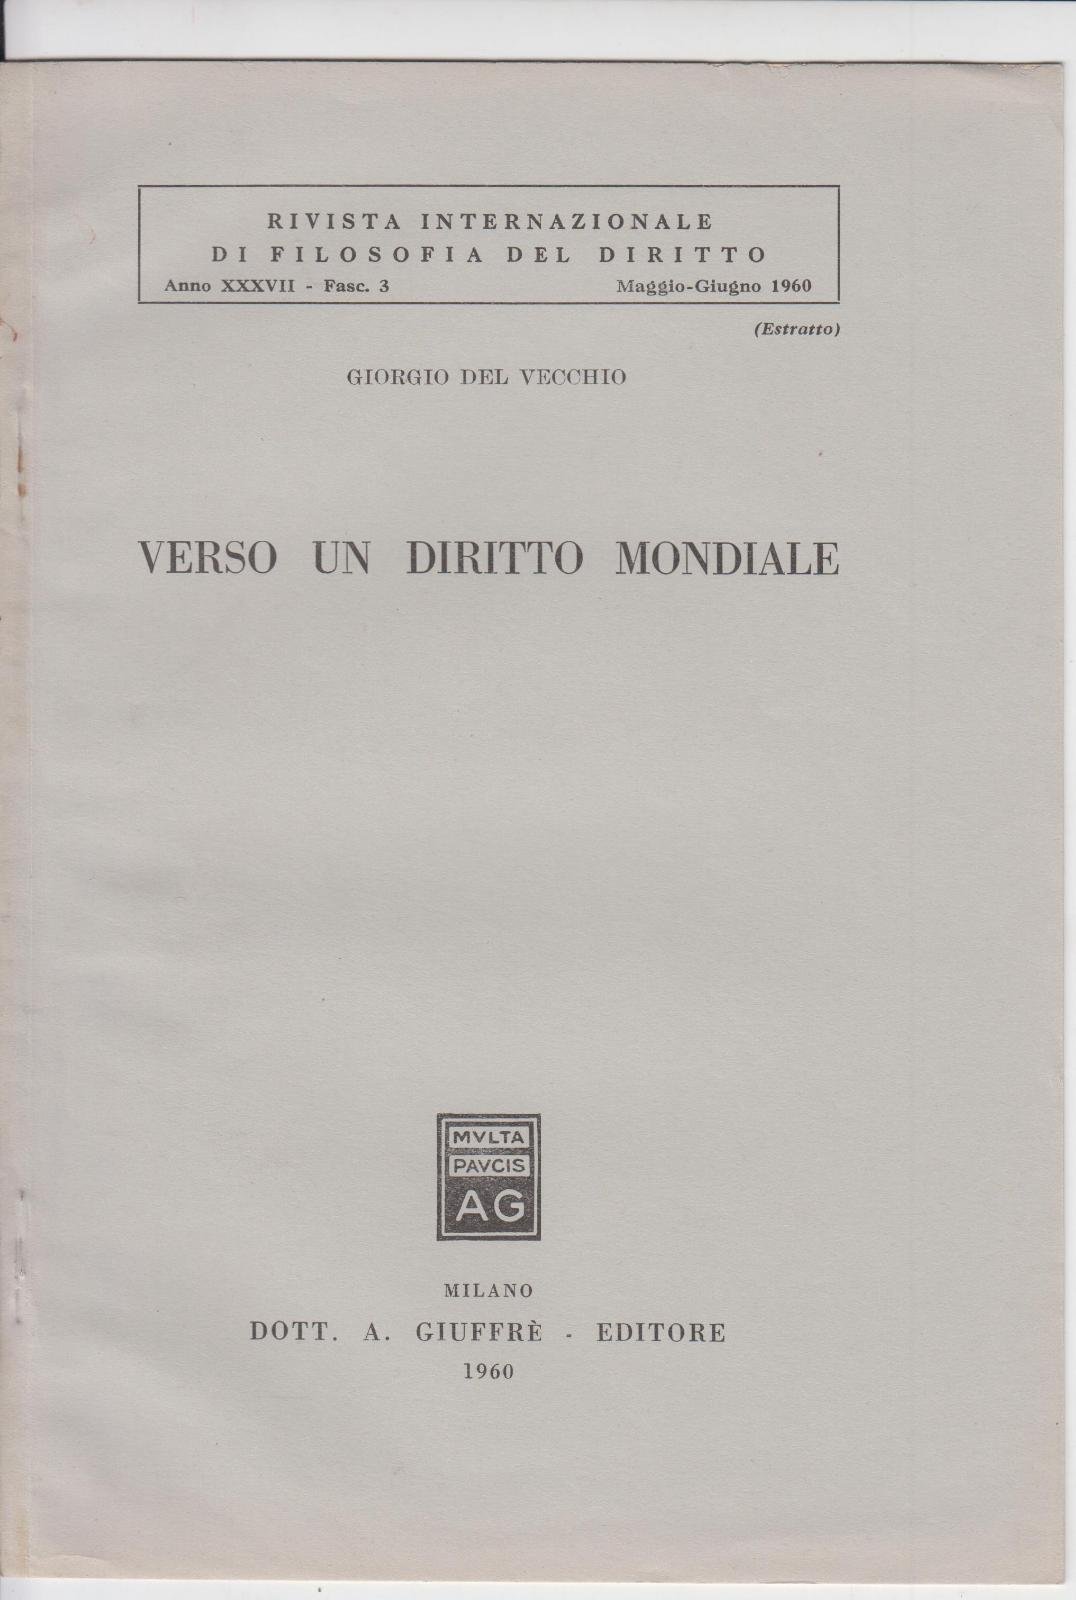 RIVISTA INTERNAZIONALE
DI FILOSOFIA DEL DIRITTO
Anno XXXVII - Fasc. 3 Maggio-Giugno 1960
(Estratto)
GIORGIO DEL VECCHIO
VERSO UN DIRITTO MONDIALE
MVLTA
PAVCIS
AG
MILANO
DOTT. A. GIUFFRÈ - EDITORE
1960